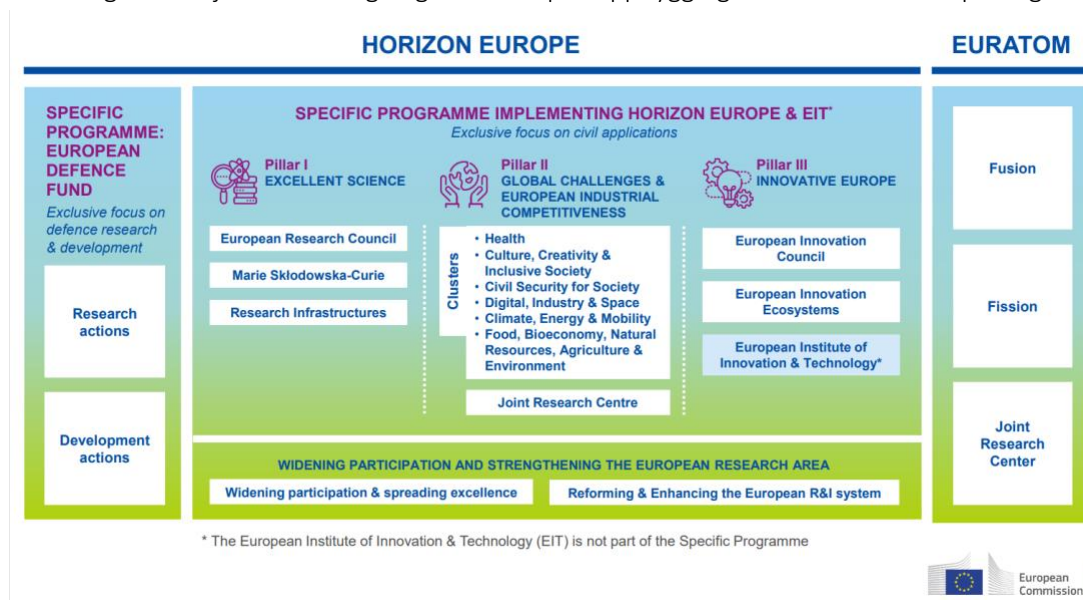 HORIZON EUROPE
EURATOM
SPECIFIC
PROGRAMME:
EUROPEAN
DEFENCE
FUND
Exclusive focus on
defence research
& development
Research
actions
Development
actions
SPECIFIC PROGRAMME IMPLEMENTING HORIZON EUROPE & EIT*
Exclusive focus on civil applications
Pillar I
EXCELLENT SCIENCE
European Research Council
Marie Skłodowska-Curie
Research Infrastructures
Pillar II
GLOBAL CHALLENGES &
EUROPEAN INDUSTRIAL
COMPETITIVENESS
Clusters
• Health
• Culture, Creativity &
Inclusive Society
• Civil Security for Society
• Digital, Industry & Space
• Climate, Energy & Mobility
• Food, Bioeconomy, Natural
Resources, Agriculture &
Environment
Joint Research Centre
Pillar III
INNOVATIVE EUROPE
European Innovation
Council
European Innovation
Ecosystems
European Institute of
Innovation & Technology*
WIDENING PARTICIPATION AND STRENGTHENING THE EUROPEAN RESEARCH AREA
Widening participation & spreading excellence
Reforming & Enhancing the European R&I system
Fusion
Fission
Joint
Research
Center
* The European Institute of Innovation & Technology (EIT) is not part of the Specific Programme
European
Commission